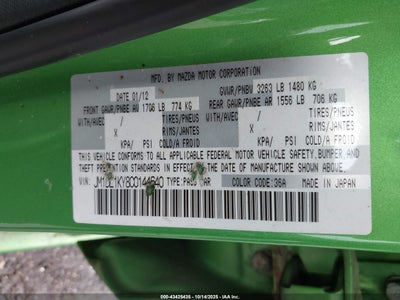 MFD. BY MAZDA MOTOR CORPORATION
DATE 01/12 GVWR/PNBV 3263 LB 1480 KG
FRONT GAWR/PNBE AV 1706 LB 774 KG REAR GAWR/PNBE AR 1556 LB 706 KG
WITH/AVEC / TIRES/PNEUS WITH/AVEC / TIRES/PNEUS
X RIMS/JANTES X RIMS/JANTES
KPA/ PSI COLD/A FROID KPA/ PSI COLD/A FROID
THIS VEHICLE CONFORMS TO ALL APPLICABLE FEDERAL MOTOR VEHICLE SAFETY,BUMPER,AND
THEFT PREVENTION STANDARDS IN EFFECT ON THE DATE OF MANUFACTURE SHOWN ABOVE.
VIN: TYPE: COLOR CODE:36A MADE IN JAPAN
© IAA
#43425435 - 10/14/2025 -